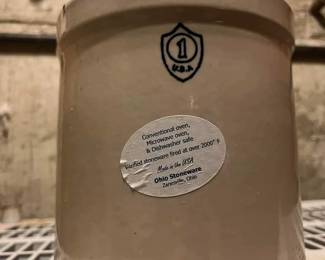 1
U.S.A
Conventional oven,
Microwave oven,
& Dishwasher safe
stoneware fired at over 2000° F
Made in the USA
Ohio Stoneware
Zanesville, Ohio